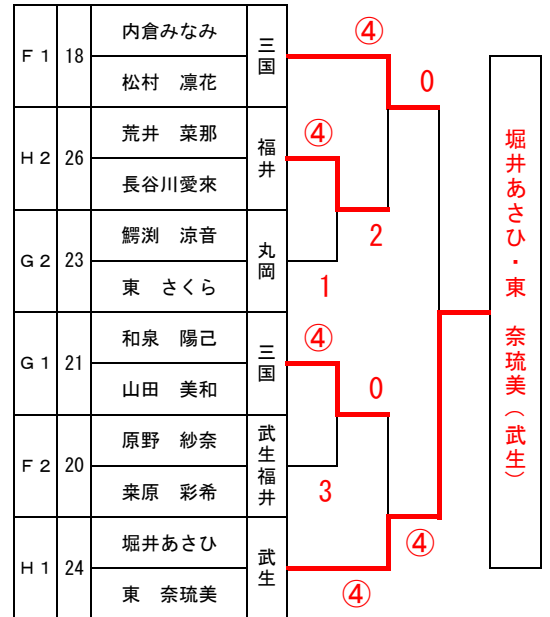 F1 18 内倉みなみ 松村 凛花 三国
H2 26 荒井 菜那 長谷川愛來 福井
G2 23 鰐渕 涼音 東 さくら 丸岡
G1 21 和泉 陽己 山田 美和 三国
F2 20 原野 紗奈 桒原 彩希 武生福井
H1 24 堀井あさひ 東 奈琉美 武生
④
0
④
2
1
④
0
3
④
④
堀井あさひ・東 奈琉美(武生)